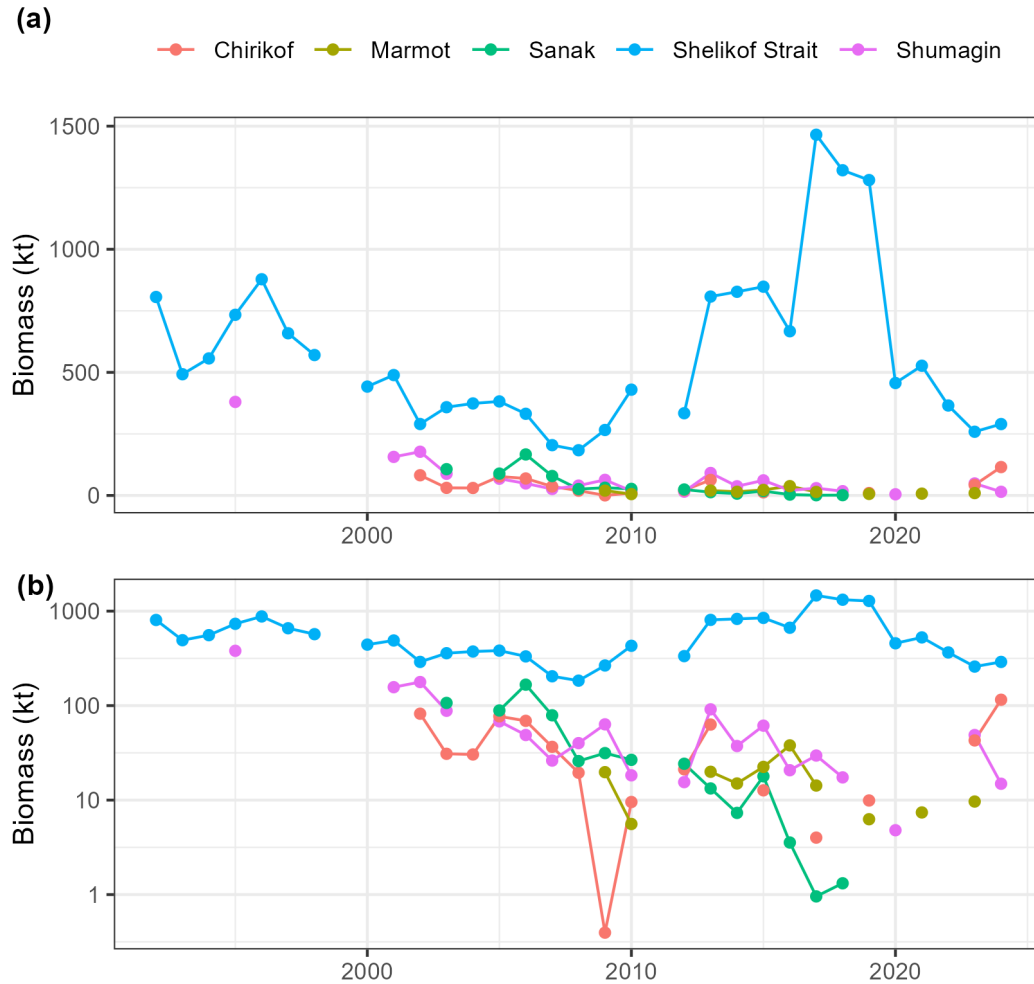 (a)
Chirikof Marmot Sanak Shelikof Strait Shumagin
1500
1000
500
0
Biomass (kt)
2000 2010 2020
(b)
1000
100
10
1
Biomass (kt)
2000 2010 2020